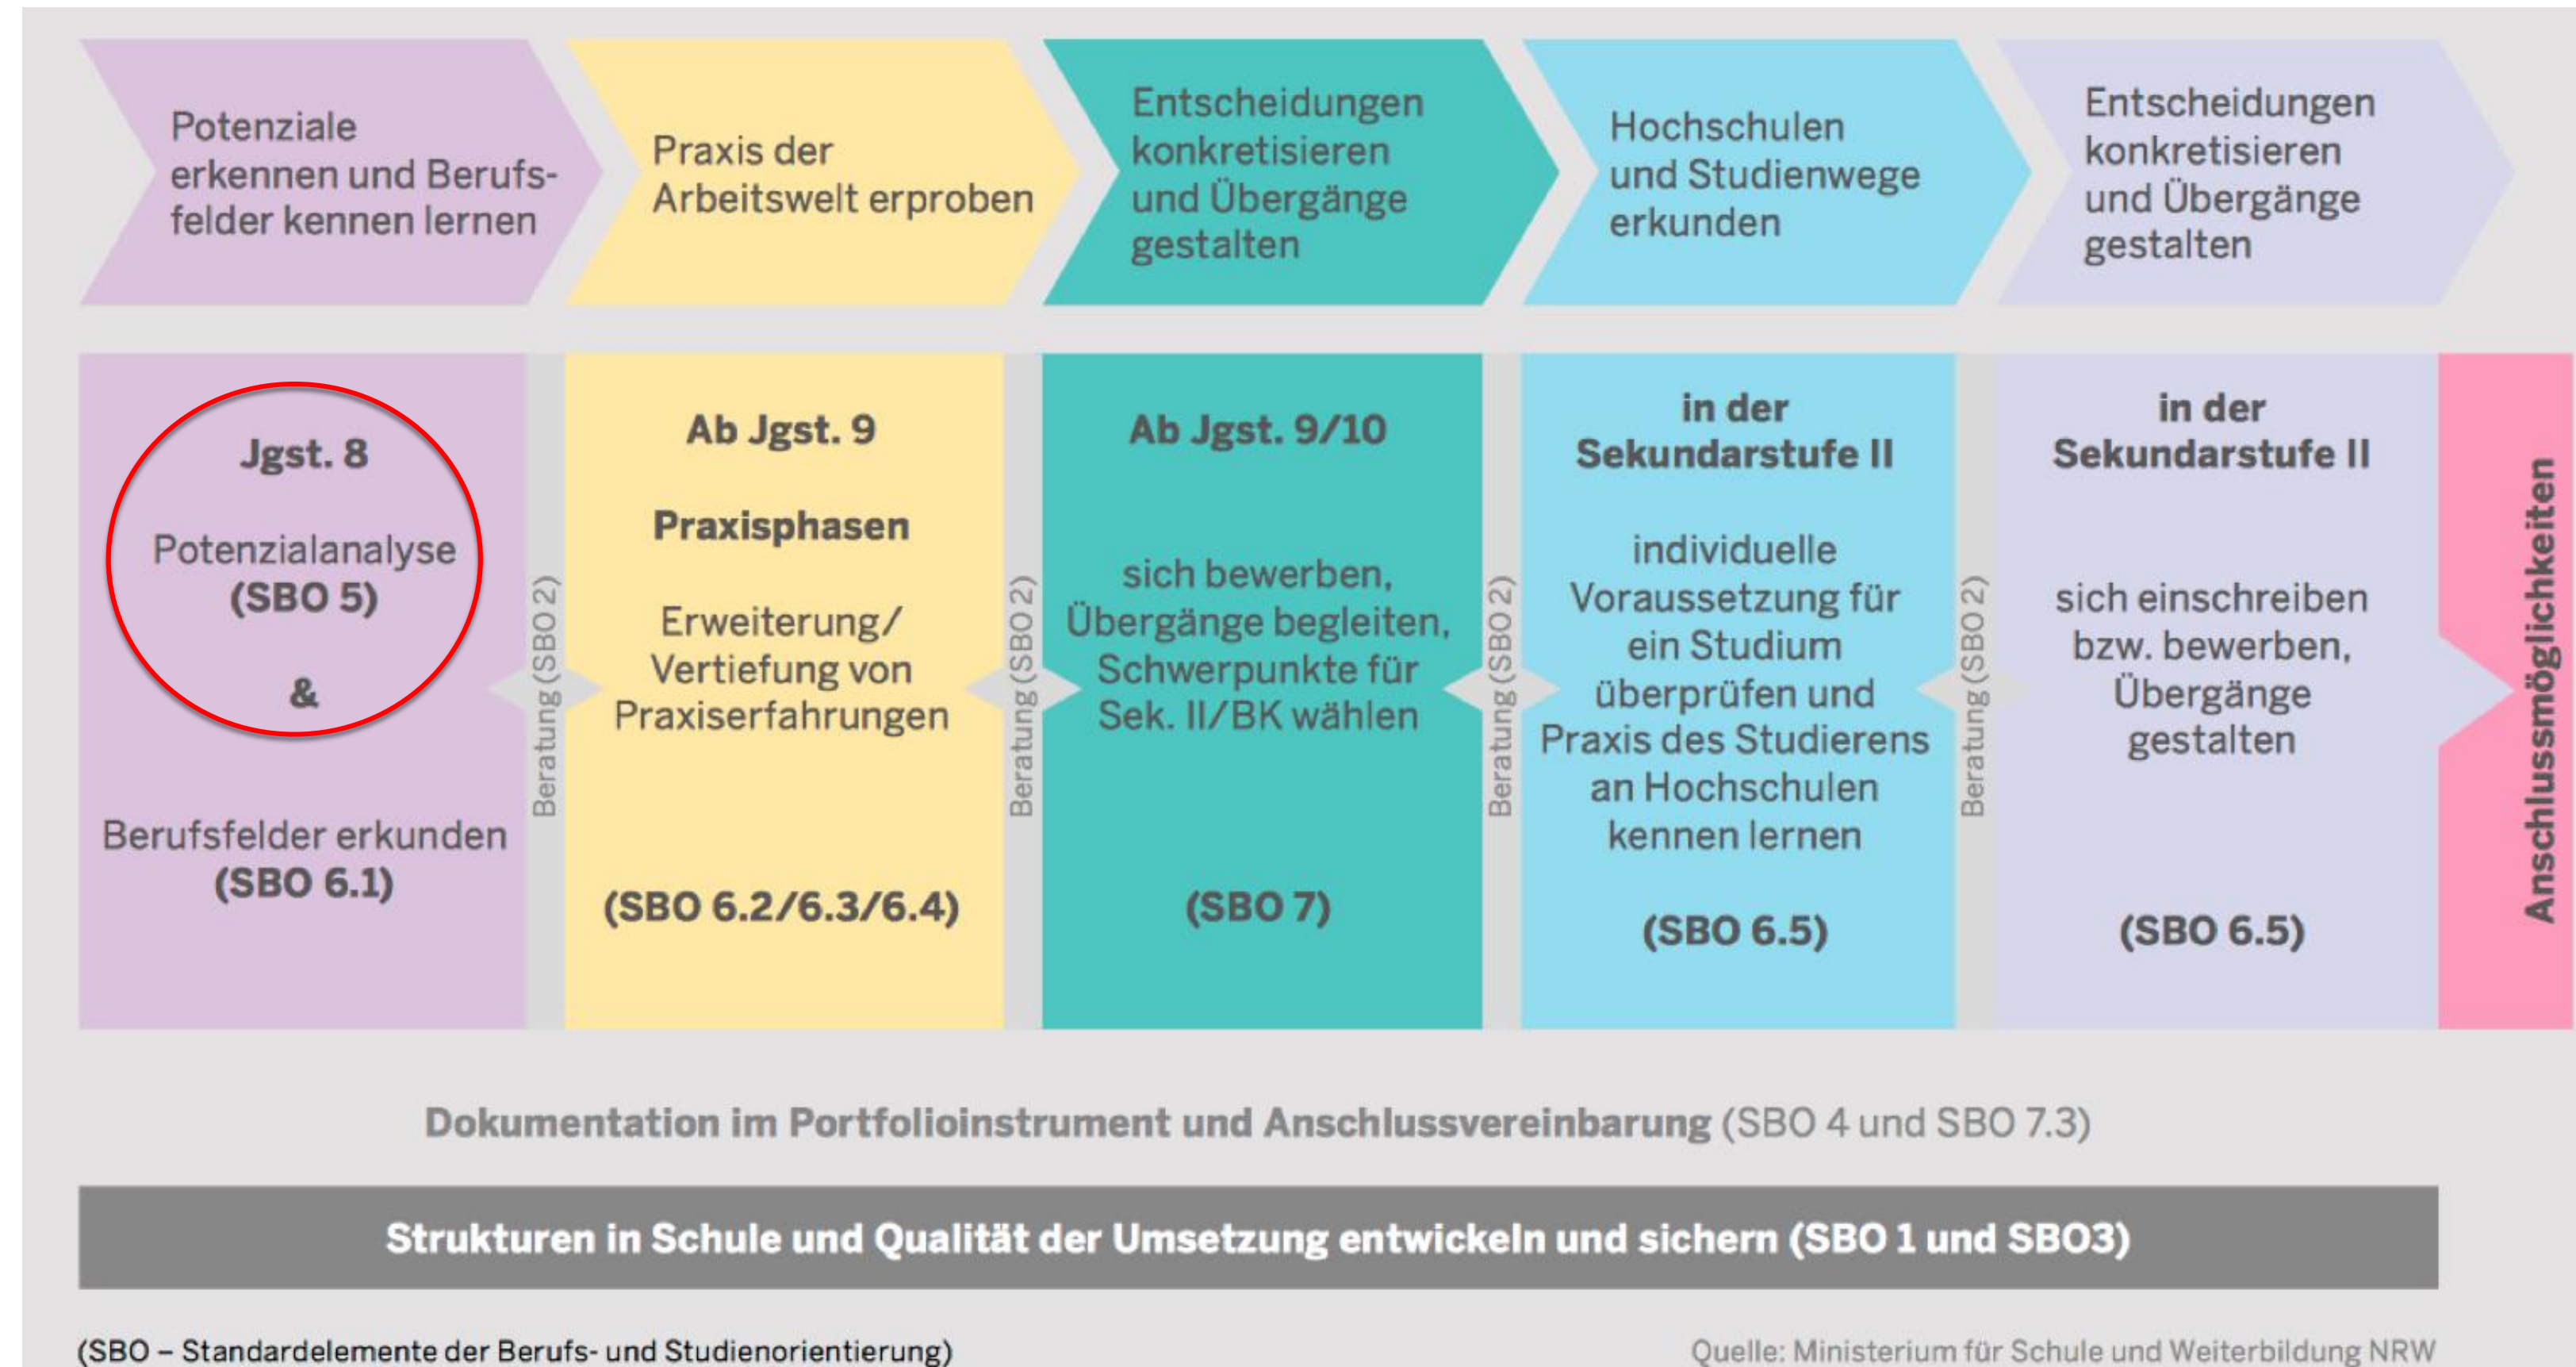 Potenziale
erkennen und Berufs-
felder kennen lernen
Praxis der
Arbeitswelt erproben
Entscheidungen
konkretisieren
und Übergänge
gestalten
Hochschulen
und Studienwege
erkunden
Entscheidungen
konkretisieren
und Übergänge
gestalten
Jgst. 8
Potenzialanalyse
(SBO 5)
&
Berufsfelder erkunden
(SBO 6.1)
Beratung (SBO 2)
Ab Jgst. 9
Praxisphasen
Erweiterung/
Vertiefung von
Praxiserfahrungen
(SBO 6.2/6.3/6.4)
Beratung (SBO 2)
Ab Jgst. 9/10
sich bewerben,
Übergänge begleiten,
Schwerpunkte für
Sek. II/BK wählen
(SBO 7)
Beratung (SBO 2)
in der
Sekundarstufe II
individuelle
Voraussetzung für
ein Studium
überprüfen und
Praxis des Studierens
an Hochschulen
kennen lernen
(SBO 6.5)
Beratung (SBO 2)
in der
Sekundarstufe II
sich einschreiben
bzw. bewerben,
Übergänge
gestalten
(SBO 6.5)
Anschlussmöglichkeiten
Dokumentation im Portfolioinstrument und Anschlussvereinbarung (SBO 4 und SBO 7.3)
Strukturen in Schule und Qualität der Umsetzung entwickeln und sichern (SBO 1 und SBO3)
(SBO – Standardelemente der Berufs- und Studienorientierung)
Quelle: Ministerium für Schule und Weiterbildung NRW